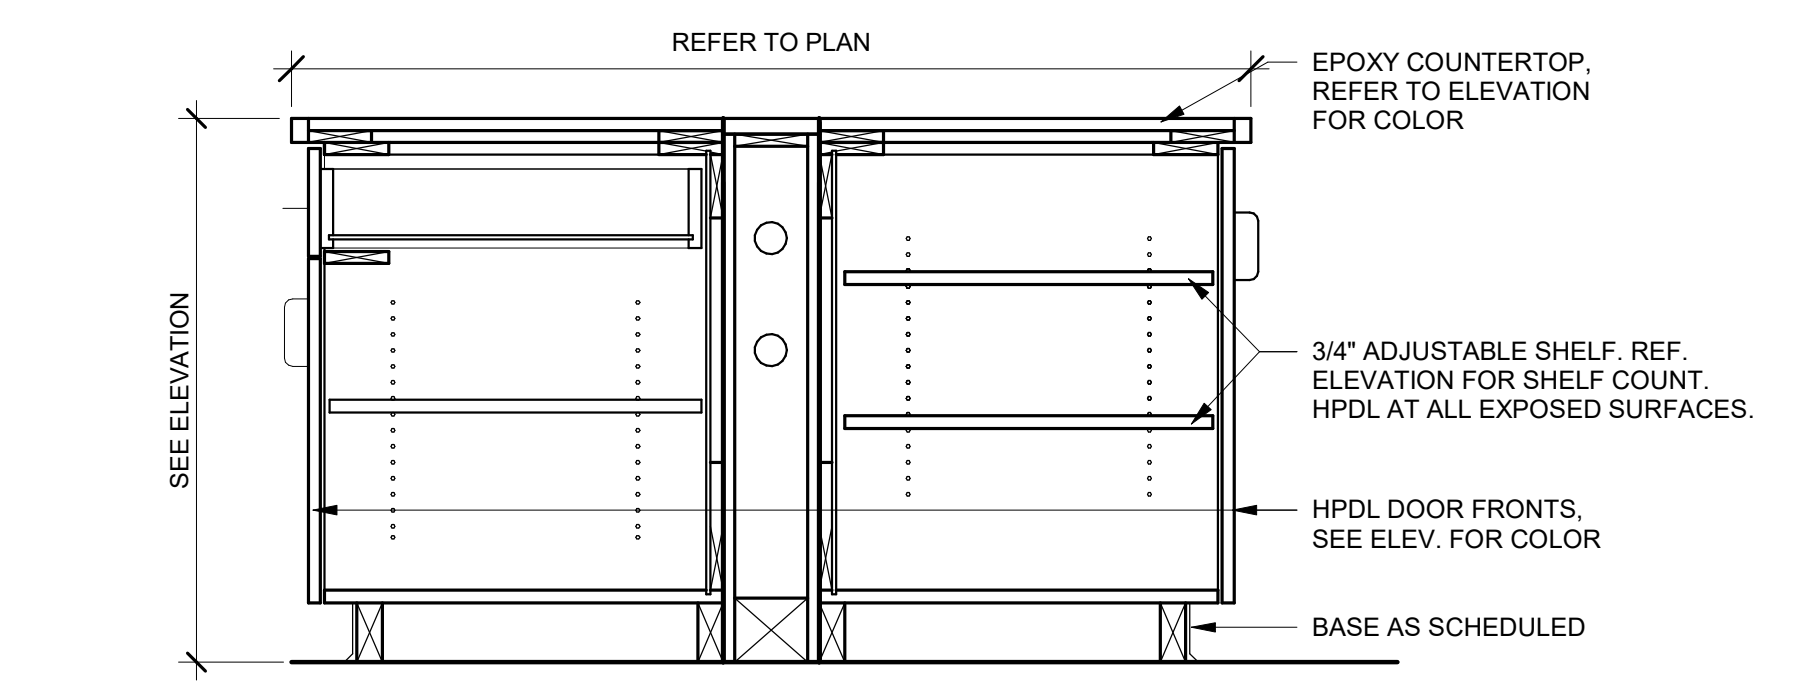 REFER TO PLAN
EPOXY COUNTERTOP,
REFER TO ELEVATION
FOR COLOR
SEE ELEVATION
3/4" ADJUSTABLE SHELF. REF.
ELEVATION FOR SHELF COUNT.
HPDL AT ALL EXPOSED SURFACES.
HPDL DOOR FRONTS,
SEE ELEV. FOR COLOR
BASE AS SCHEDULED